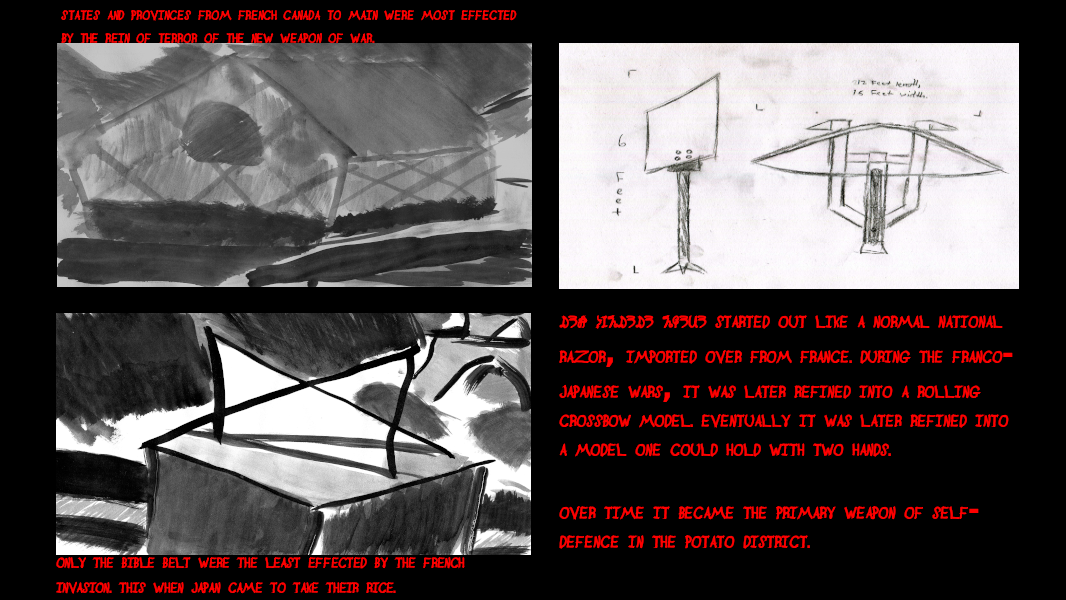 STATES AND PROVINCES FROM FRENCH CANADA TO MAIN WERE MOST EFFECTED
BY THE REIN OF TERROR OF THE NEW WEAPON OF WAR.
12 Feet length,
16 Feet width.
6 Feet
STARTED OUT LIKE A NORMAL NATIONAL
RAZOR, IMPORTED OVER FROM FRANCE. DURING THE FRANCO-
JAPANESE WARS, IT WAS LATER REFINED INTO A ROLLING
CROSSBOW MODEL. EVENTUALLY IT WAS LATER REFINED INTO
A MODEL ONE COULD HOLD WITH TWO HANDS.
OVER TIME IT BECAME THE PRIMARY WEAPON OF SELF-
DEFENCE IN THE POTATO DISTRICT.
ONLY THE BIBLE BELT WERE THE LEAST EFFECTED BY THE FRENCH
INVASION. THIS WHEN JAPAN CAME TO TAKE THEIR RICE.